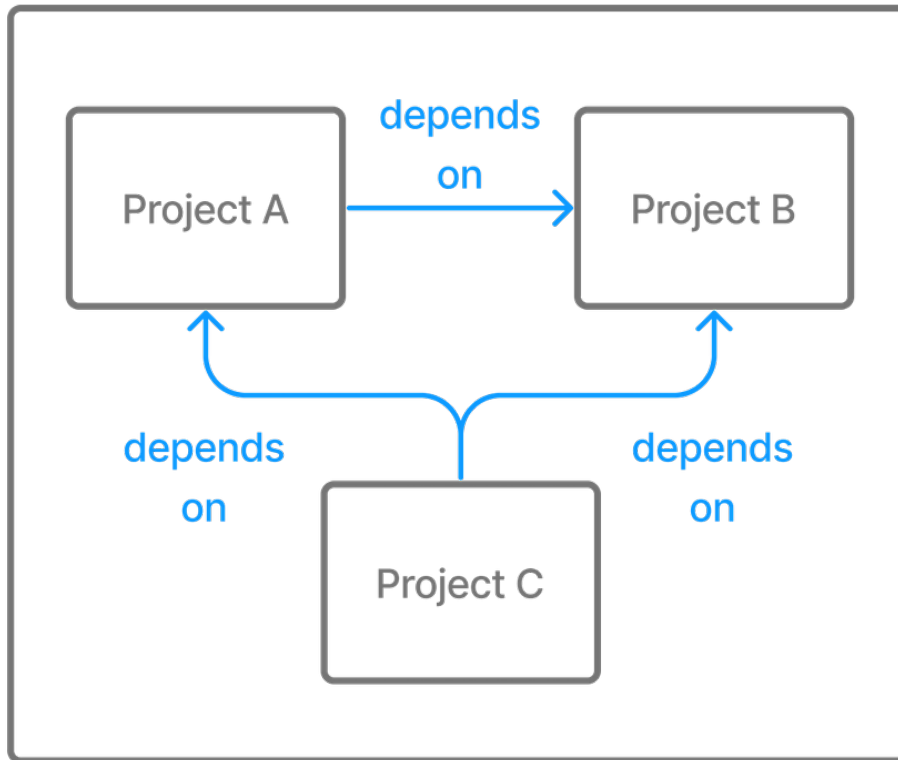 depends
on
Project A
Project B
depends
on
depends
on
Project C